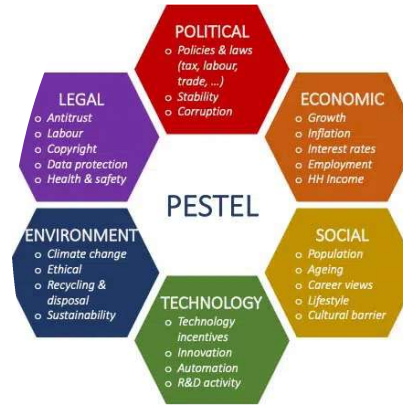 POLITICAL
o Policies & laws
(tax, labour,
trade, ...)
o Stability
o Corruption
LEGAL
o Antitrust
o Labour
o Copyright
o Data protection
o Health & safety
ECONOMIC
o Growth
o Inflation
o Interest rates
o Employment
o HH Income
PESTEL
ENVIRONMENT
o Climate change
o Ethical
o Recycling &
disposal
o Sustainability
SOCIAL
o Population
o Ageing
o Career views
o Lifestyle
o Cultural barrier
TECHNOLOGY
o Technology
incentives
o Innovation
o Automation
o R&D activity